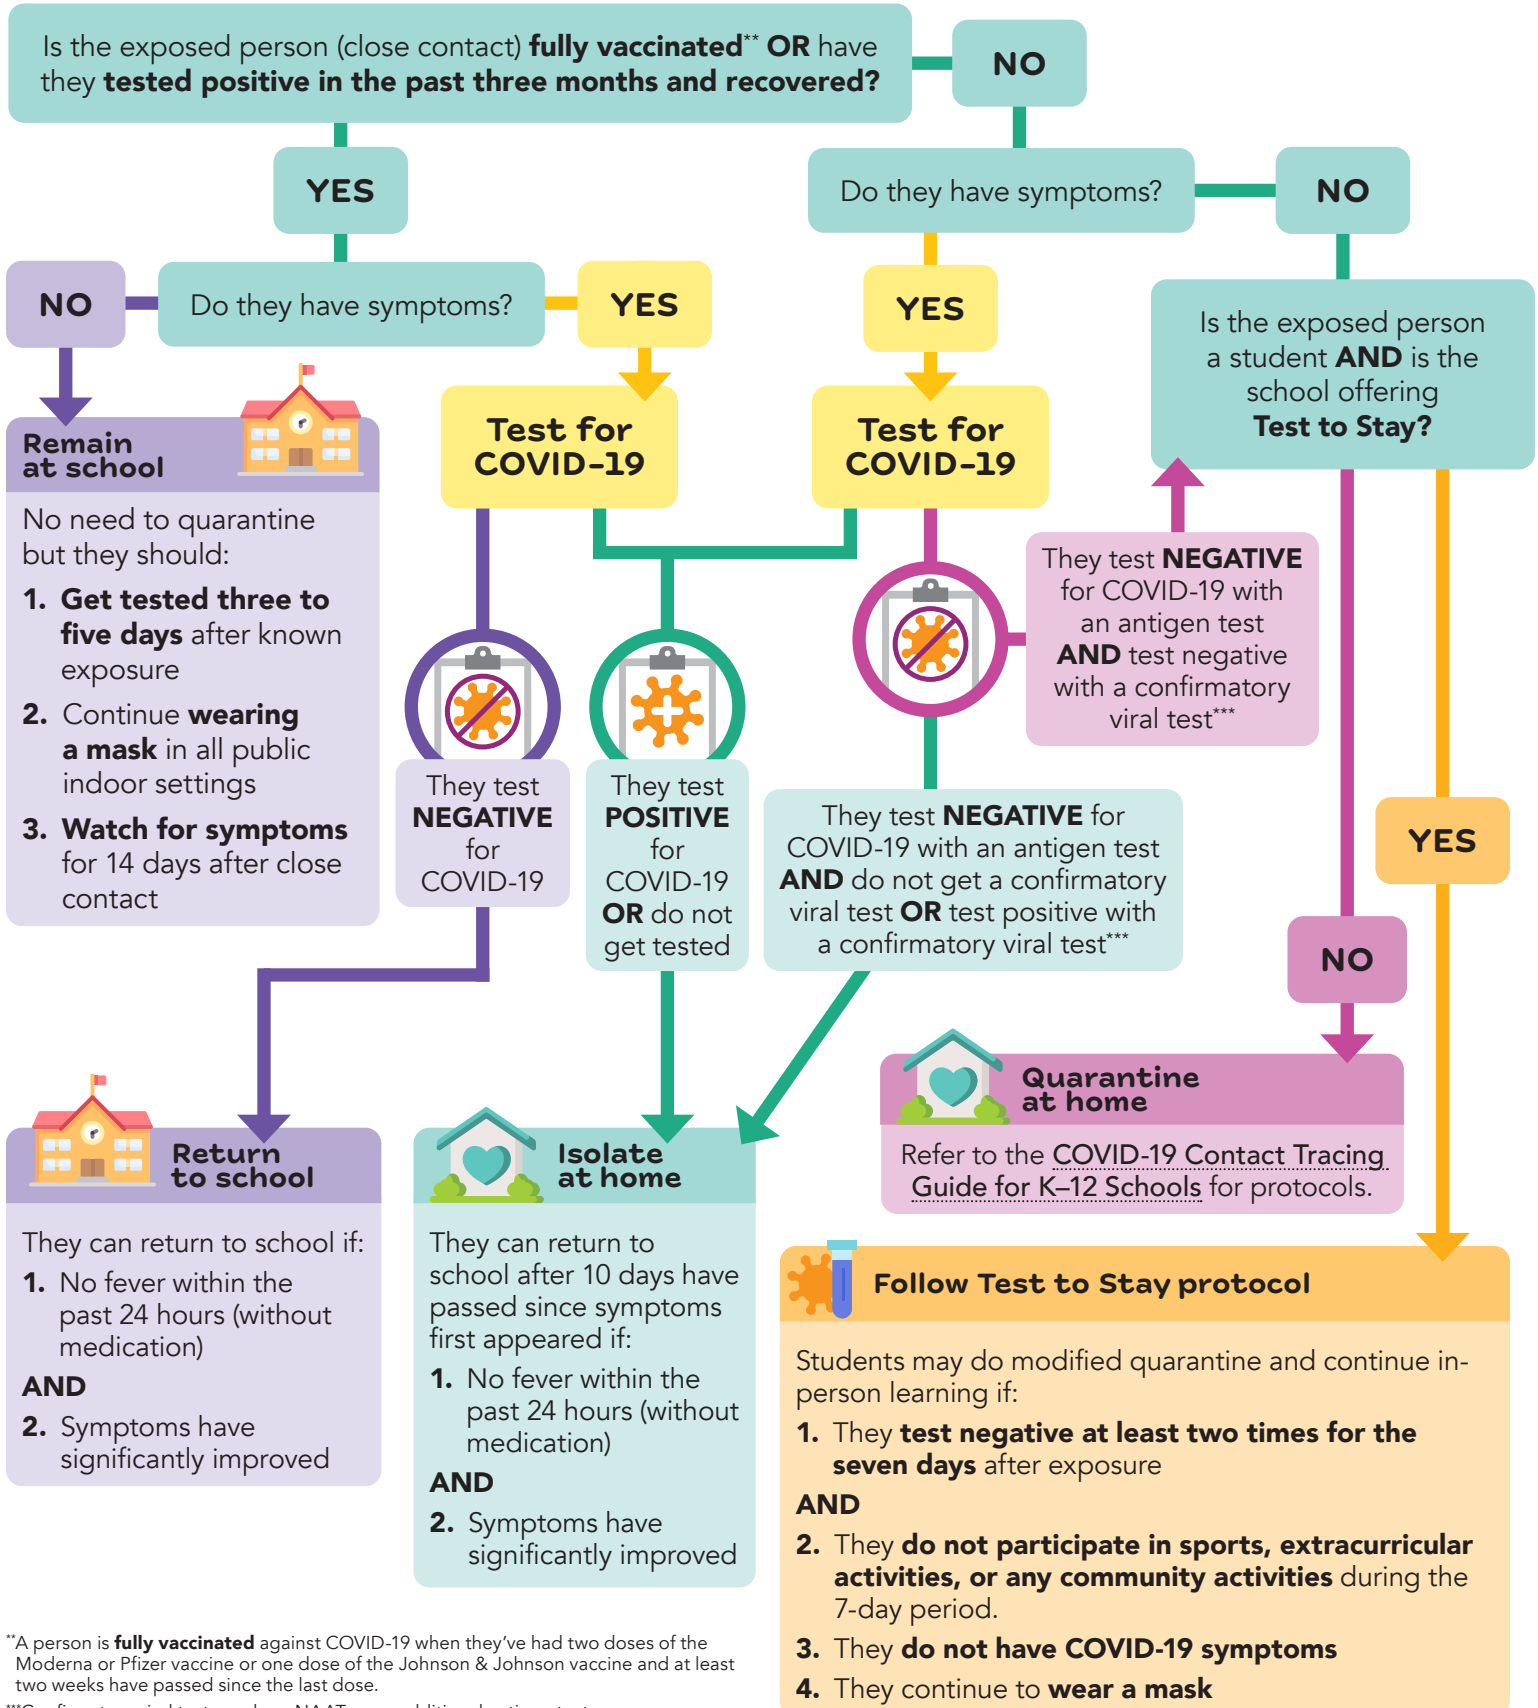 Is the exposed person (close contact) fully vaccinated** OR have
they tested positive in the past three months and recovered?
NO
YES
Do they have symptoms?
NO
NO
Do they have symptoms?
YES
YES
Is the exposed person
a student AND is the
school offering
Test to Stay?
Remain
at school
No need to quarantine
but they should:
1. Get tested three to
five days after known
exposure
2. Continue wearing
a mask in all public
indoor settings
3. Watch for symptoms
for 14 days after close
contact
Test for
COVID-19
Test for
COVID-19
They test NEGATIVE
for COVID-19 with
an antigen test
AND test negative
with a confirmatory
viral test***
They test
NEGATIVE
for
COVID-19
They test
POSITIVE
for
COVID-19
OR do not
get tested
They test NEGATIVE for
COVID-19 with an antigen test
AND do not get a confirmatory
viral test OR test positive with
a confirmatory viral test***
YES
NO
Quarantine
at home
Refer to the COVID-19 Contact Tracing
Guide for K–12 Schools for protocols.
Return
to school
They can return to school if:
1. No fever within the
past 24 hours (without
medication)
AND
2. Symptoms have
significantly improved
Isolate
at home
They can return to
school after 10 days have
passed since symptoms
first appeared if:
1. No fever within the
past 24 hours (without
medication)
AND
2. Symptoms have
significantly improved
Follow Test to Stay protocol
Students may do modified quarantine and continue in-
person learning if:
1. They test negative at least two times for the
seven days after exposure
AND
2. They do not participate in sports, extracurricular
activities, or any community activities during the
7-day period.
3. They do not have COVID-19 symptoms
4. They continue to wear a mask
**A person is fully vaccinated against COVID-19 when they've had two doses of the
Moderna or Pfizer vaccine or one dose of the Johnson & Johnson vaccine and at least
two weeks have passed since the last dose.